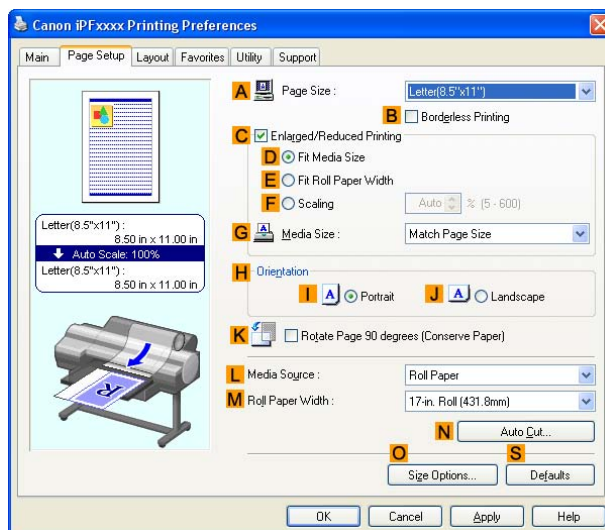 Canon iPFxxxx Printing Preferences
Main Page Setup Layout Favorites Utility Support
A Page Size : Letter(8.5"x11")
B Borderless Printing
C Enlarged/Reduced Printing
D Fit Media Size
E Fit Roll Paper Width
F Scaling Auto % (5 - 600)
Letter(8.5"x11") :
8.50 in x 11.00 in
Auto Scale: 100%
Letter(8.5"x11") :
8.50 in x 11.00 in
G A Media Size : Match Page Size
H Orientation
I A Portrait J A Landscape
K Rotate Page 90 degrees (Conserve Paper)
R
L Media Source : Roll Paper
M Roll Paper Width : 17-in. Roll (431.8mm)
N Auto Cut...
O S
Size Options... Defaults
OK Cancel Apply Help